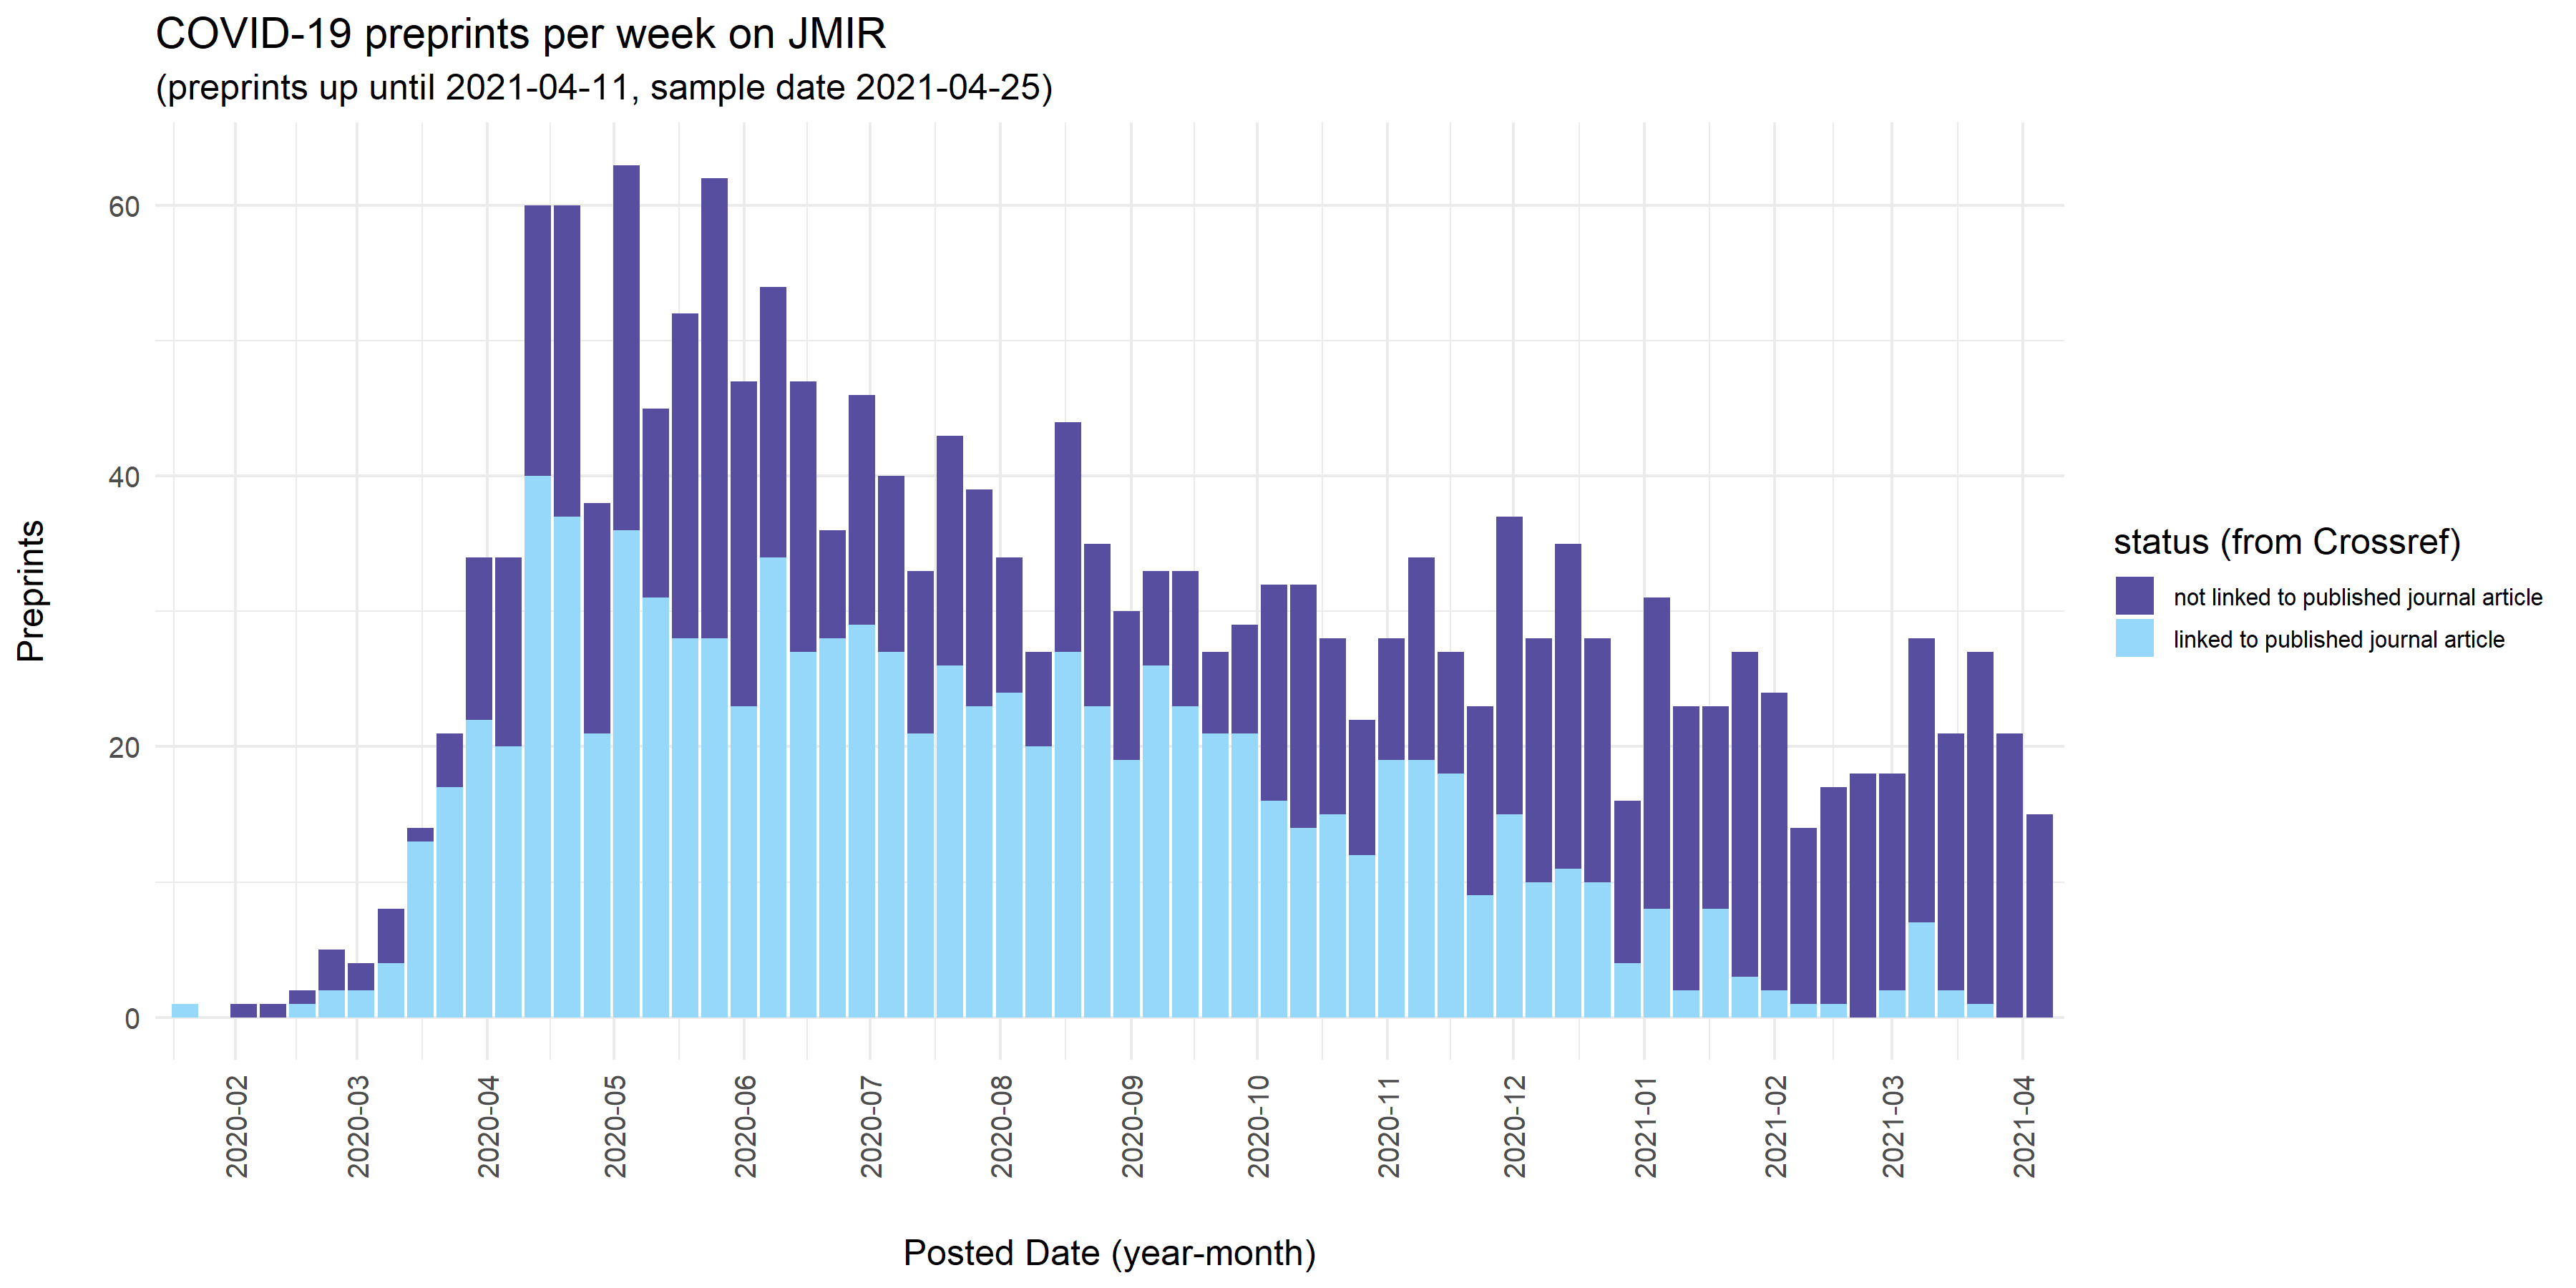 COVID-19 preprints per week on JMIR
(preprints up until 2021-04-11, sample date 2021-04-25)
Preprints
60
40
20
0
2020-02
2020-03
2020-04
2020-05
2020-06
2020-07
2020-08
2020-09
2020-10
2020-11
2020-12
2021-01
2021-02
2021-03
2021-04
Posted Date (year-month)
status (from Crossref)
not linked to published journal article
linked to published journal article